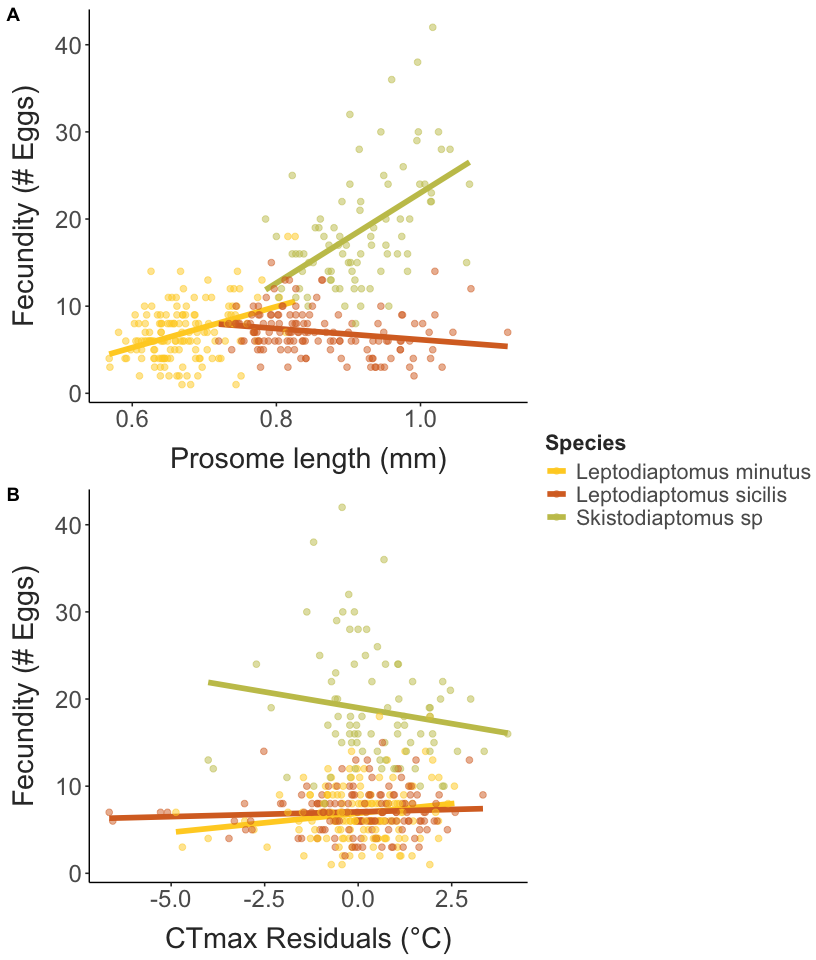 A
Fecundity (# Eggs)
40
30
20
10
0
0.6 0.8 1.0
Prosome length (mm)
Species
Leptodiaptomus minutus
Leptodiaptomus sicilis
Skistodiaptomus sp
B
Fecundity (# Eggs)
40
30
20
10
0
-5.0 -2.5 0.0 2.5
CTmax Residuals (°C)